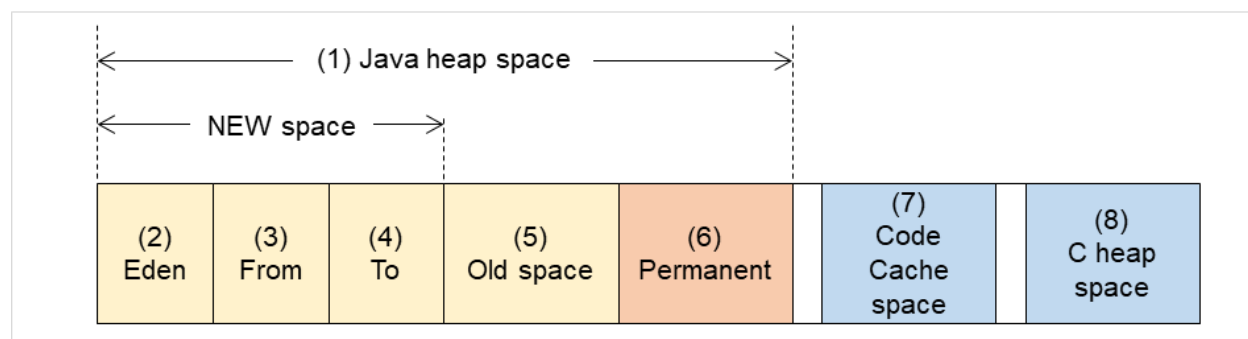 (1) Java heap space
NEW space
(2)
Eden
(3)
From
(4)
To
(5)
Old space
(6)
Permanent
(7)
Code
Cache
space
(8)
C heap
space